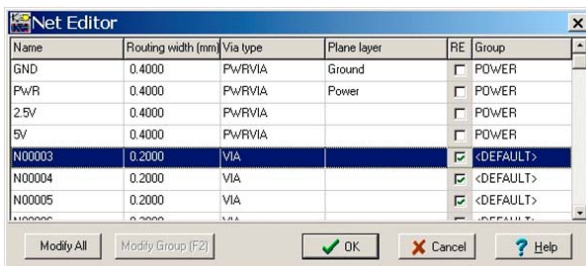 Net Editor
Name Routing width (mm) Via type Plane layer RE Group
GND 0.4000 PWRVIA Ground POWER
PWR 0.4000 PWRVIA Power POWER
2.5V 0.4000 PWRVIA POWER
5V 0.4000 PWRVIA POWER
N00003 0.2000 VIA <DEFAULT>
N00004 0.2000 VIA <DEFAULT>
N00005 0.2000 VIA <DEFAULT>
Modify All Modify Group (F2) OK Cancel Help